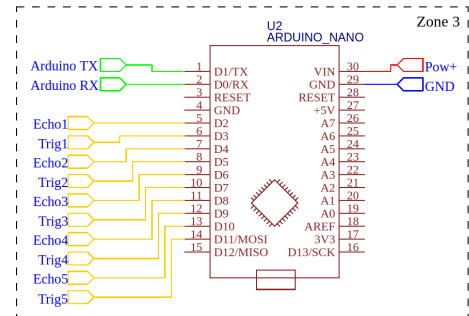 Zone 3
U2
ARDUINO_NANO
Arduino TX 1 D1/TX VIN 30 Pow+
Arduino RX 2 D0/RX GND 29 GND
3 RESET RESET 28
4 GND +5V 27
Echo1 5 D2 A7 26
Trig1 6 D3 A6 25
Echo2 7 D4 A5 24
Trig2 8 D5 A4 23
Echo3 9 D6 A3 22
Trig3 10 D7 A2 21
Echo4 11 D8 A1 20
Trig4 12 D9 A0 19
Echo5 13 D10 AREF 18
Trig5 14 D11/MOSI 3V3 17
15 D12/MISO D13/SCK 16